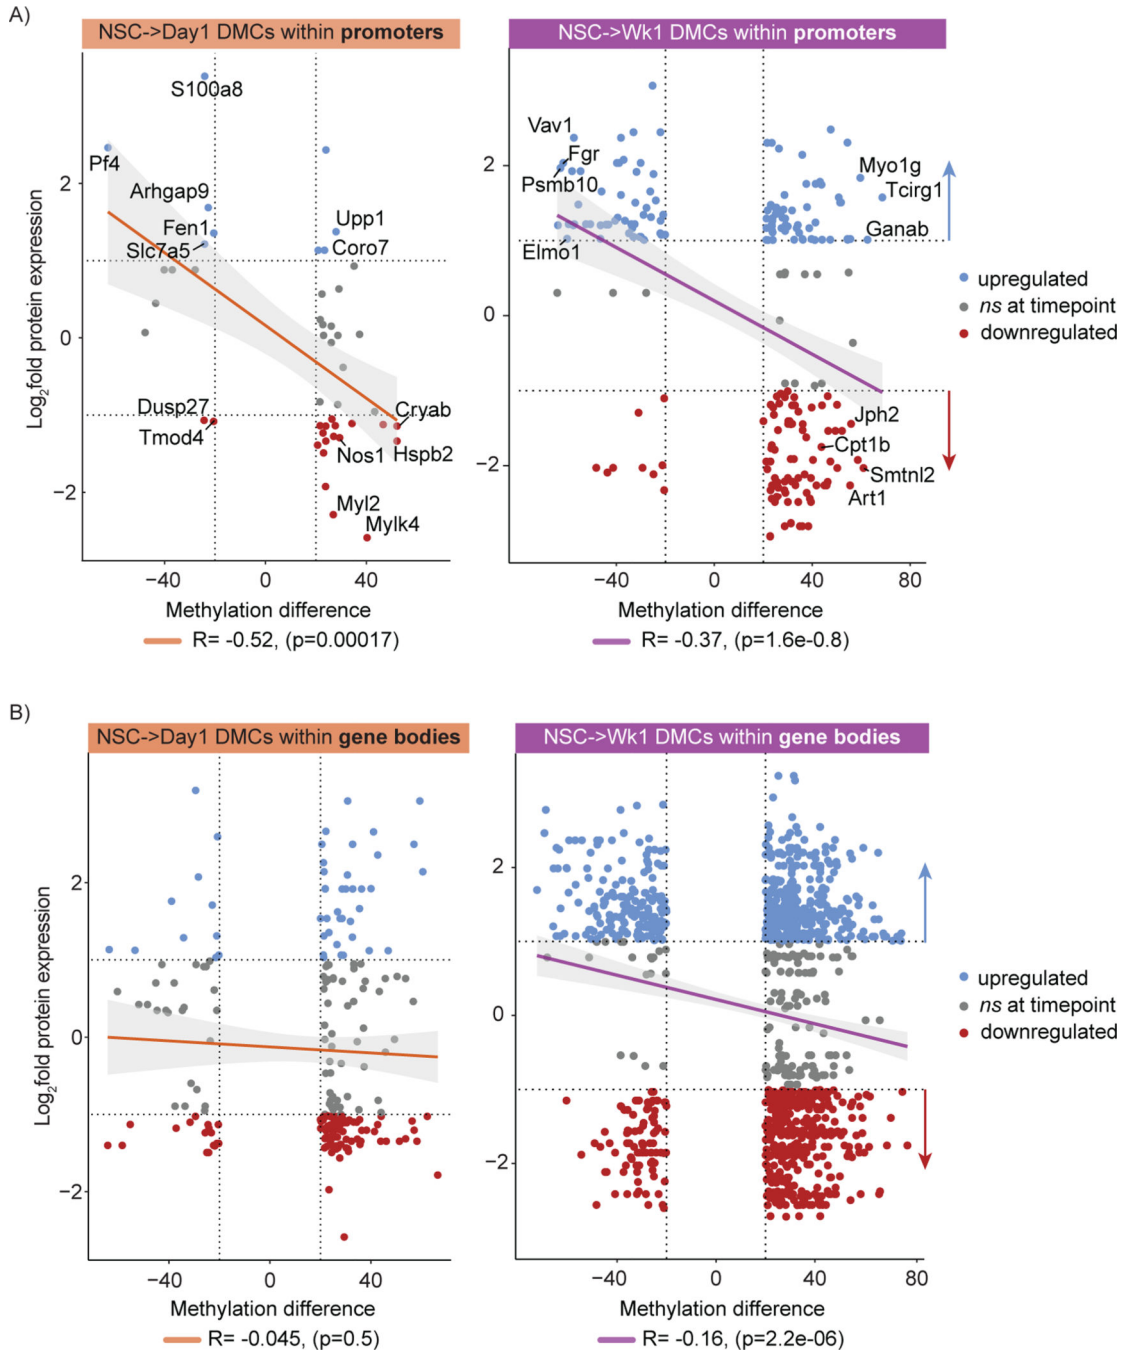 A)
NSC->Day1 DMCs within promoters
NSC->Wk1 DMCs within promoters
Log2fold protein expression
2
0
−2
S100a8
Pf4
Arhgap9
Fen1
Slc7a5
Upp1
Coro7
Dusp27
Tmod4
Cryab
Nos1
Hspb2
Myl2
Mylk4
−40
0
40
Methylation difference
R= -0.52, (p=0.00017)
2
0
−2
Vav1
Fgr
Psmb10
Elmo1
Myo1g
Tcirg1
Ganab
Jph2
Cpt1b
Smtnl2
Art1
−40
0
40
80
Methylation difference
R= -0.37, (p=1.6e-0.8)
upregulated
ns at timepoint
downregulated
B)
NSC->Day1 DMCs within gene bodies
NSC->Wk1 DMCs within gene bodies
Log2fold protein expression
2
0
−2
−40
0
40
Methylation difference
R= -0.045, (p=0.5)
2
0
−2
−40
0
40
80
Methylation difference
R= -0.16, (p=2.2e-06)
upregulated
ns at timepoint
downregulated